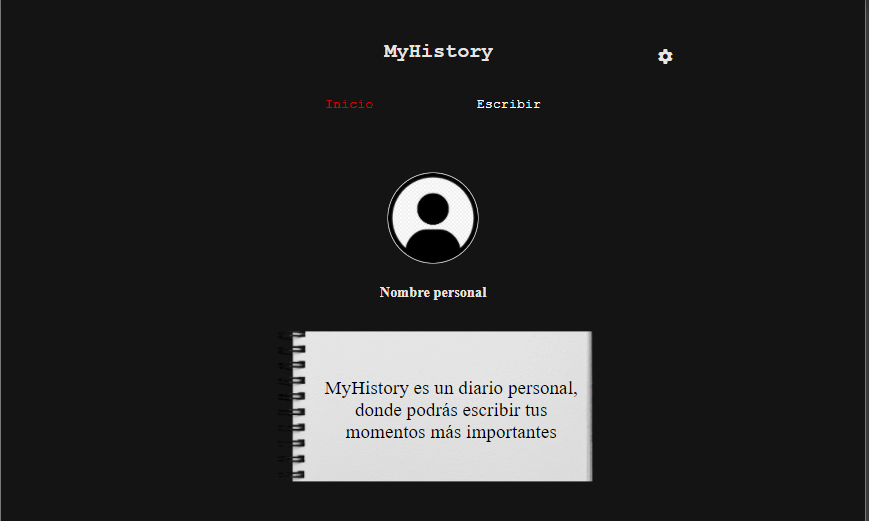 MyHistory
Inicio
Escribir
Nombre personal
MyHistory es un diario personal,
donde podrás escribir tus
momentos más importantes